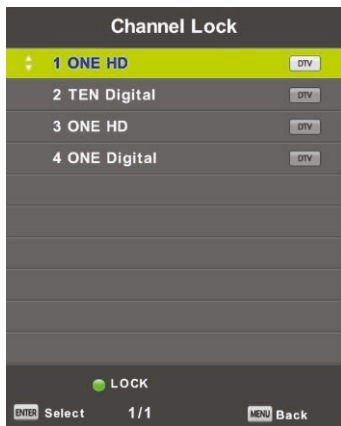 Channel Lock
1 ONE HD DTV
2 TEN Digital DTV
3 ONE HD DTV
4 ONE Digital DTV
LOCK
ENTER Select 1/1 MENU Back